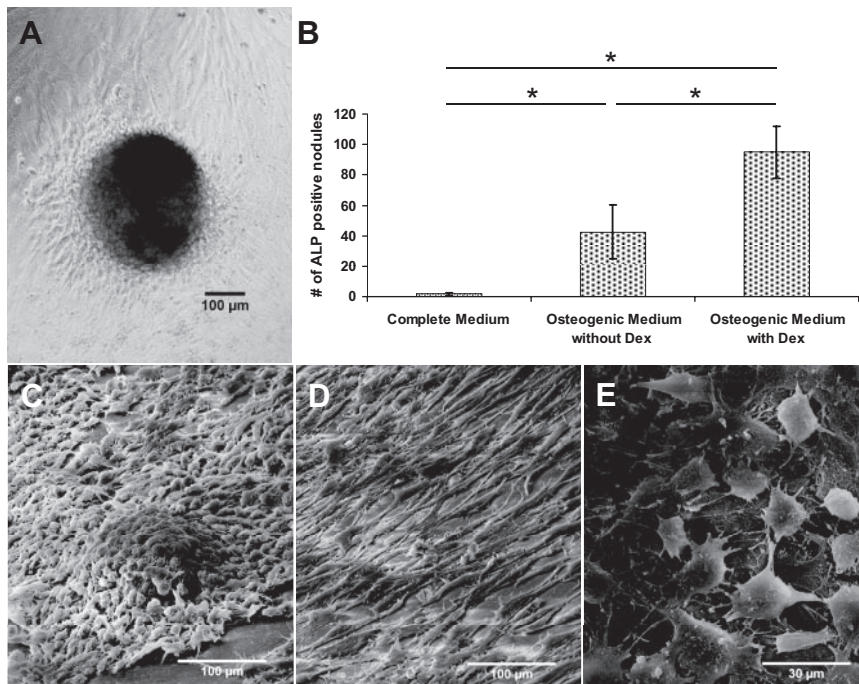 A
100 μm
B
*
*
*
# of ALP positive nodules
120
100
80
60
40
20
0
Complete Medium
Osteogenic Medium
without Dex
Osteogenic Medium
with Dex
C
100 μm
D
100 μm
E
30 μm